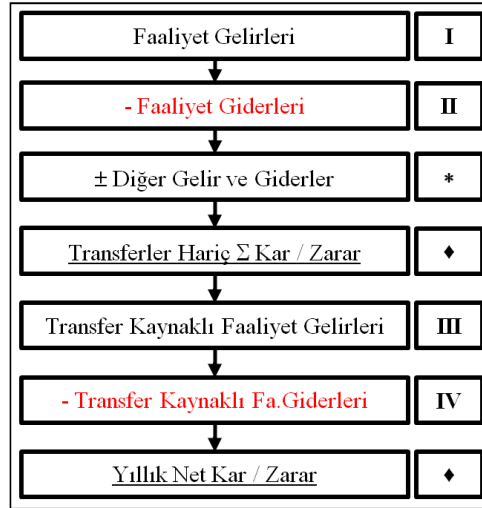 Faaliyet Gelirleri I
- Faaliyet Giderleri II
± Diğer Gelir ve Giderler *
Transferler Hariç Σ Kar / Zarar ♦
Transfer Kaynaklı Faaliyet Gelirleri III
- Transfer Kaynaklı Fa.Giderleri IV
Yıllık Net Kar / Zarar ♦